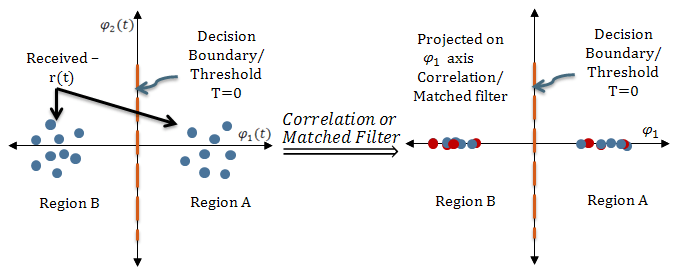 φ₂(t)
Received –
r(t)
Decision
Boundary/
Threshold
T=0
φ₁(t)
Region B
Region A
Correlation or
Matched Filter
Projected on
φ₁ axis
Correlation/
Matched filter
Decision
Boundary/
Threshold
T=0
φ₁
Region B
Region A